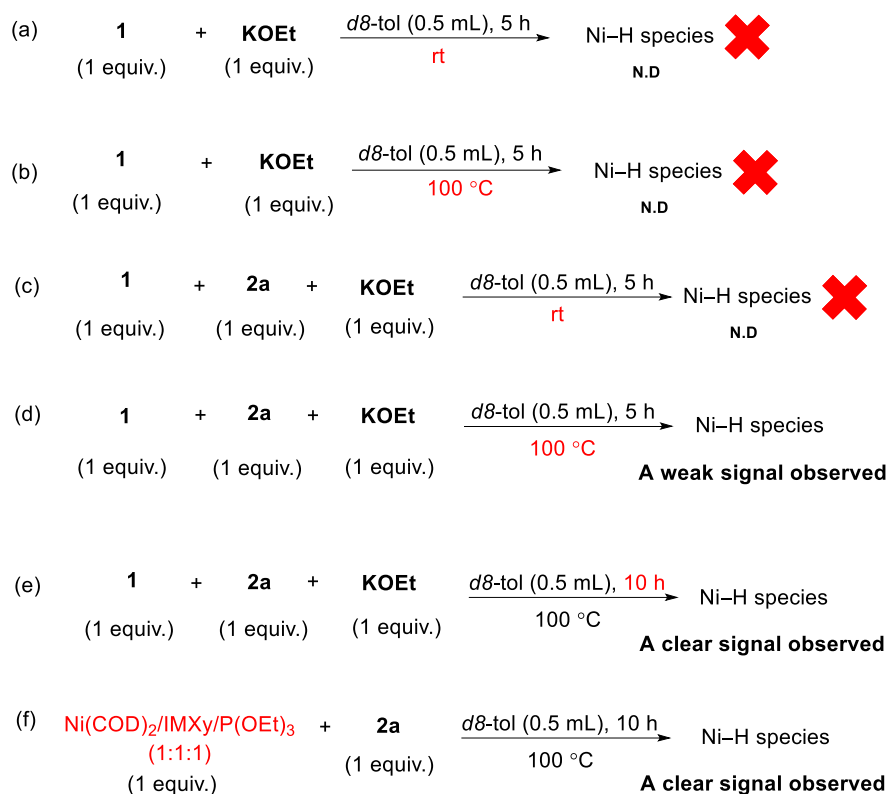 (a) 1 + KOEt d8-tol (0.5 mL), 5 h Ni–H species
(1 equiv.) (1 equiv.) rt N.D
(b) 1 + KOEt d8-tol (0.5 mL), 5 h Ni–H species
(1 equiv.) (1 equiv.) 100 °C N.D
(c) 1 + 2a + KOEt d8-tol (0.5 mL), 5 h Ni–H species
(1 equiv.) (1 equiv.) (1 equiv.) rt N.D
(d) 1 + 2a + KOEt d8-tol (0.5 mL), 5 h Ni–H species
(1 equiv.) (1 equiv.) (1 equiv.) 100 °C A weak signal observed
(e) 1 + 2a + KOEt d8-tol (0.5 mL), 10 h Ni–H species
(1 equiv.) (1 equiv.) (1 equiv.) 100 °C A clear signal observed
(f) Ni(COD)2/IMXy/P(OEt)3 + 2a d8-tol (0.5 mL), 10 h Ni–H species
(1:1:1) (1 equiv.) 100 °C
(1 equiv.) A clear signal observed